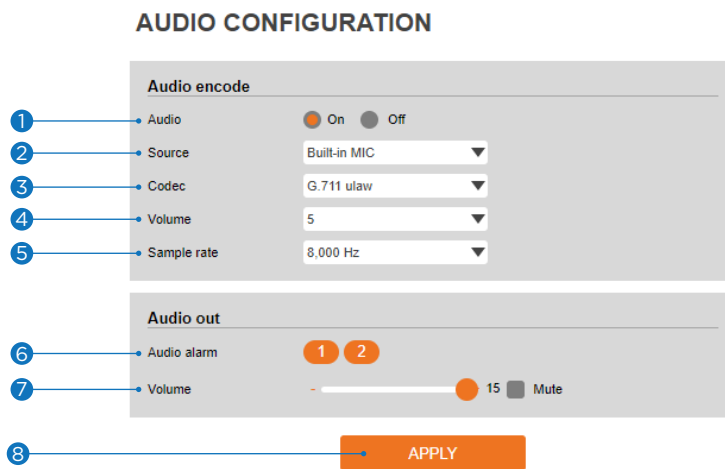 AUDIO CONFIGURATION
Audio encode
1 Audio On Off
2 Source Built-in MIC
3 Codec G.711 ulaw
4 Volume 5
5 Sample rate 8,000 Hz
Audio out
6 Audio alarm 1 2
7 Volume - 15 Mute
8 APPLY